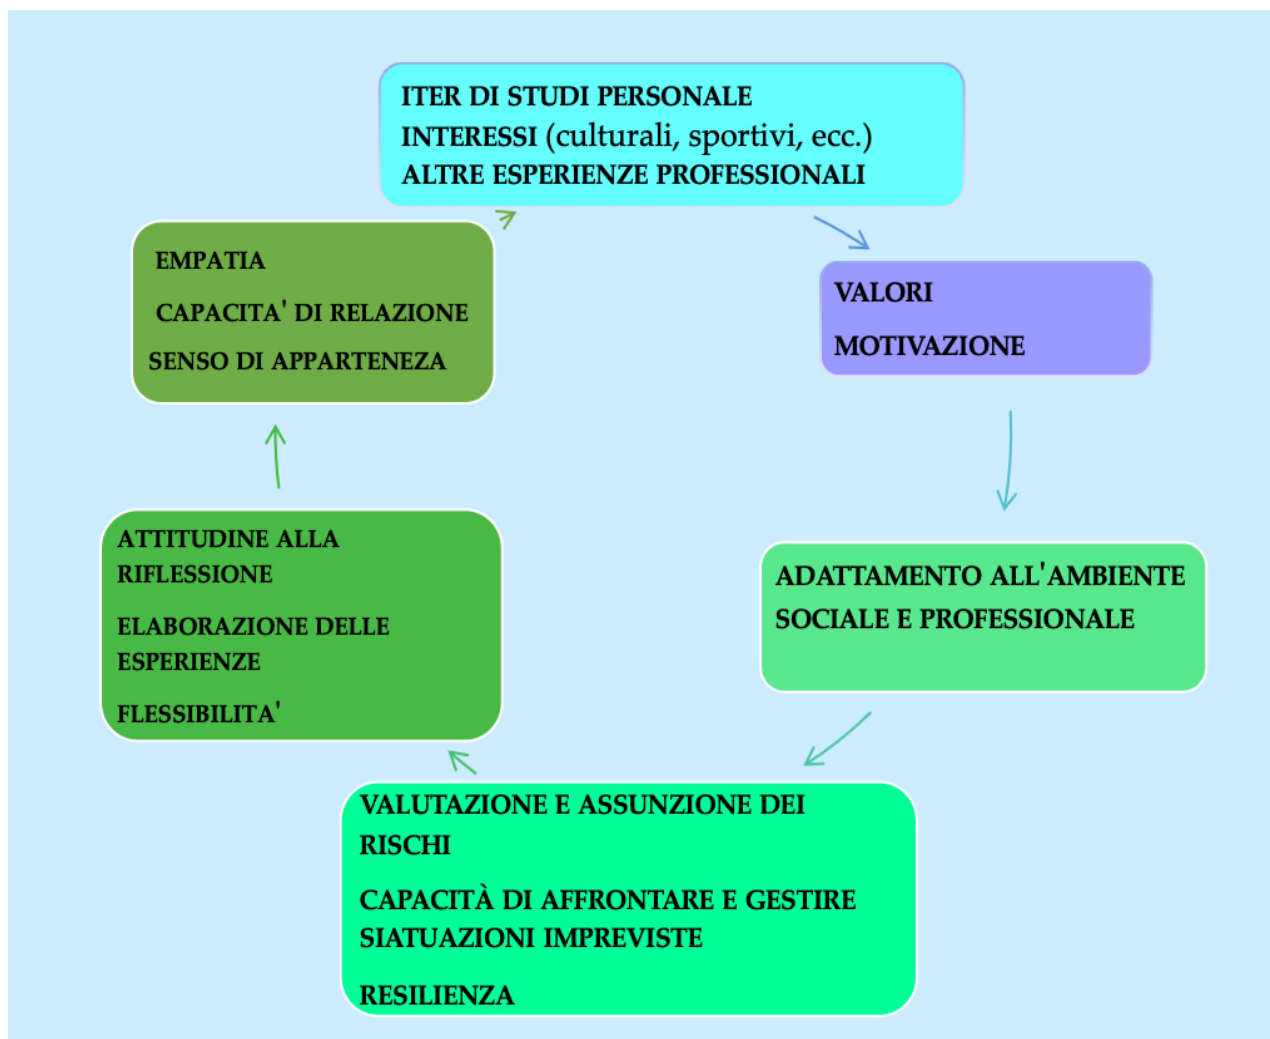 ITER DI STUDI PERSONALE
INTERESSI (culturali, sportivi, ecc.)
ALTRE ESPERIENZE PROFESSIONALI
VALORI
MOTIVAZIONE
ADATTAMENTO ALL'AMBIENTE
SOCIALE E PROFESSIONALE
VALUTAZIONE E ASSUNZIONE DEI
RISCHI
CAPACITÀ DI AFFRONTARE E GESTIRE
SIATUAZIONI IMPREVISTE
RESILIENZA
ATTITUDINE ALLA
RIFLESSIONE
ELABORAZIONE DELLE
ESPERIENZE
FLESSIBILITA'
EMPATIA
CAPACITA' DI RELAZIONE
SENSO DI APPARTENEZA